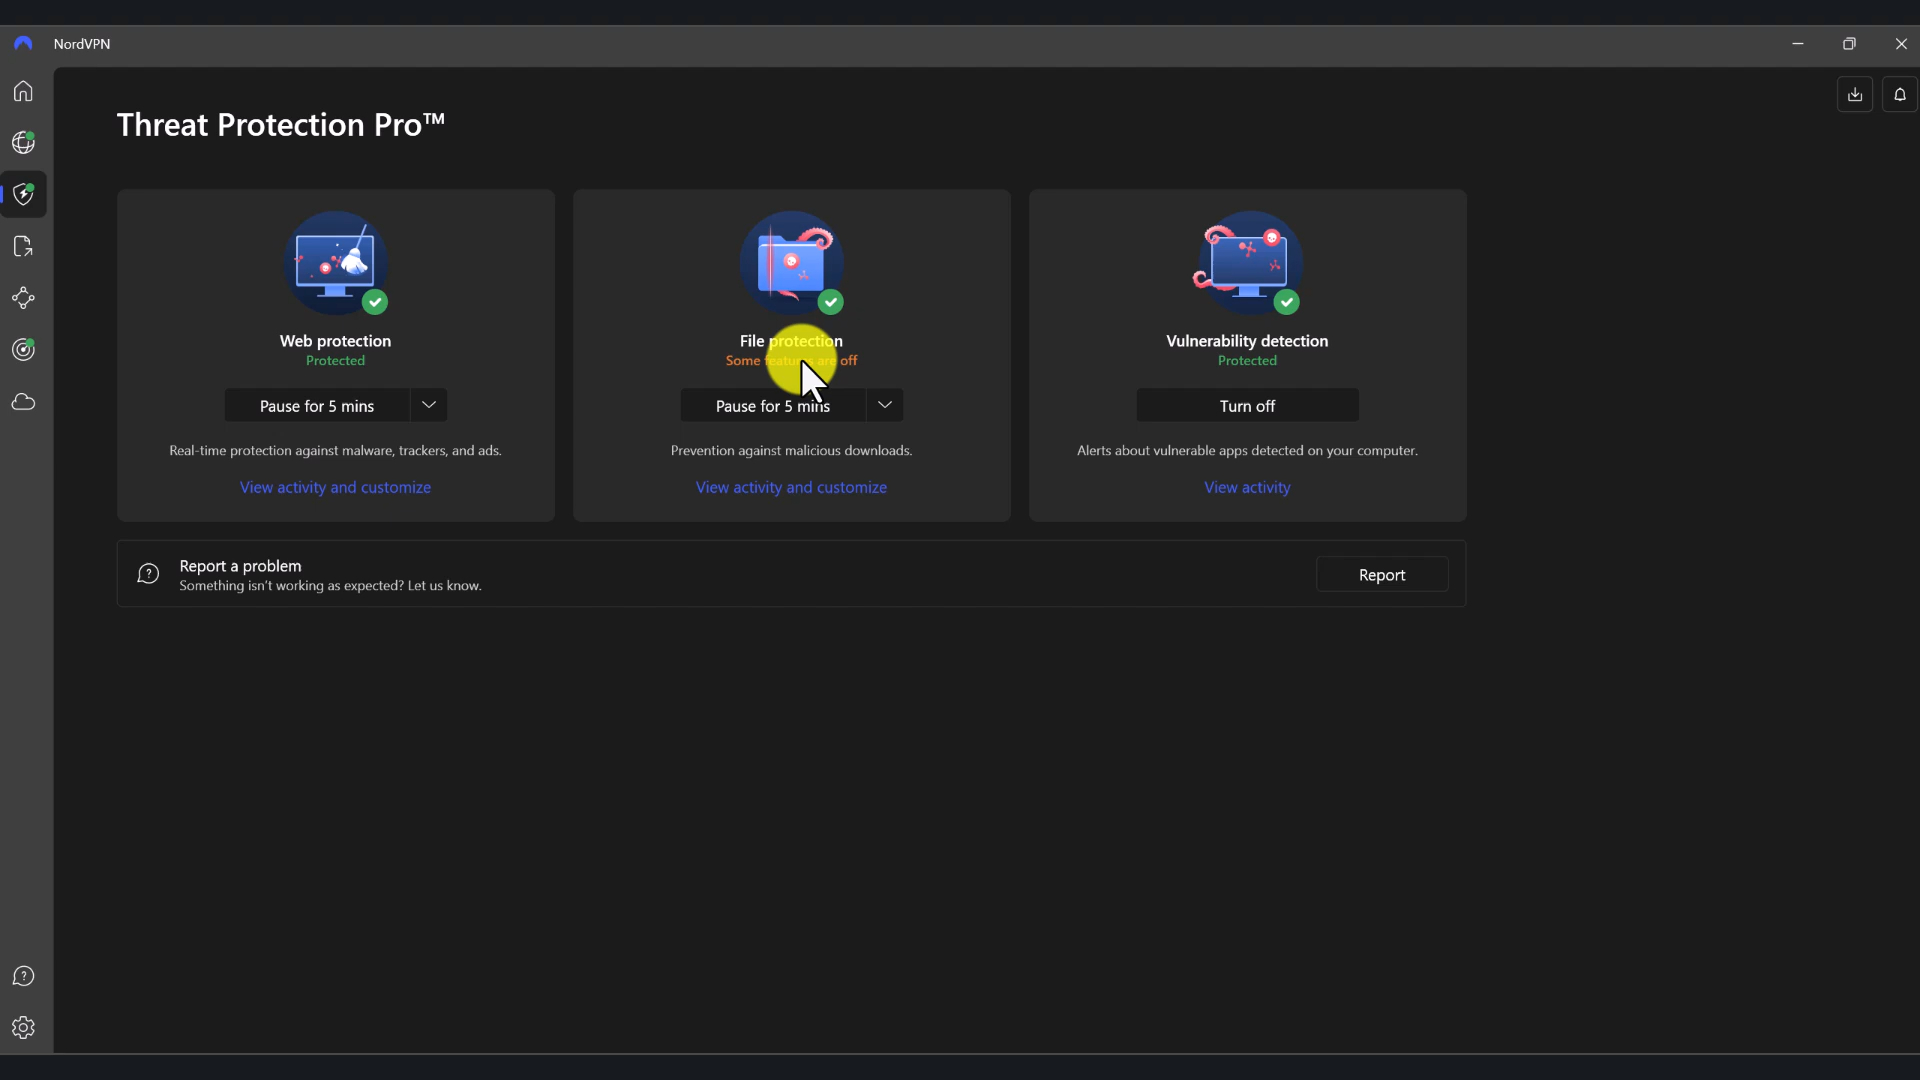 NordVPN
Threat Protection Pro™
Web protection
Protected
Pause for 5 mins
Real-time protection against malware, trackers, and ads.
View activity and customize
File protection
Some features are off
Pause for 5 mins
Prevention against malicious downloads.
View activity and customize
Vulnerability detection
Protected
Turn off
Alerts about vulnerable apps detected on your computer.
View activity
Report a problem
Something isn't working as expected? Let us know.
Report